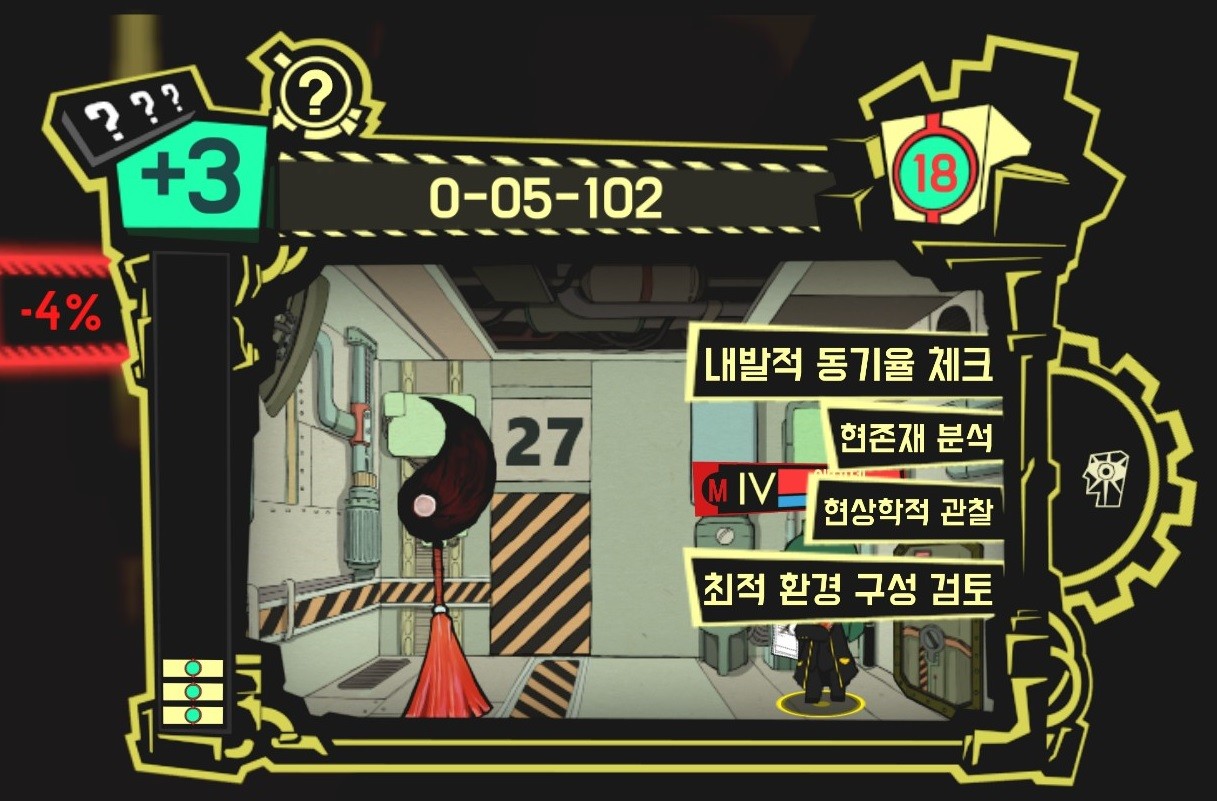 ? ? ?
?
+3
0-05-102
18
-4%
내발적 동기율 체크
27
현존재 분석
M IV
현상학적 관찰
최적 환경 구성 검토